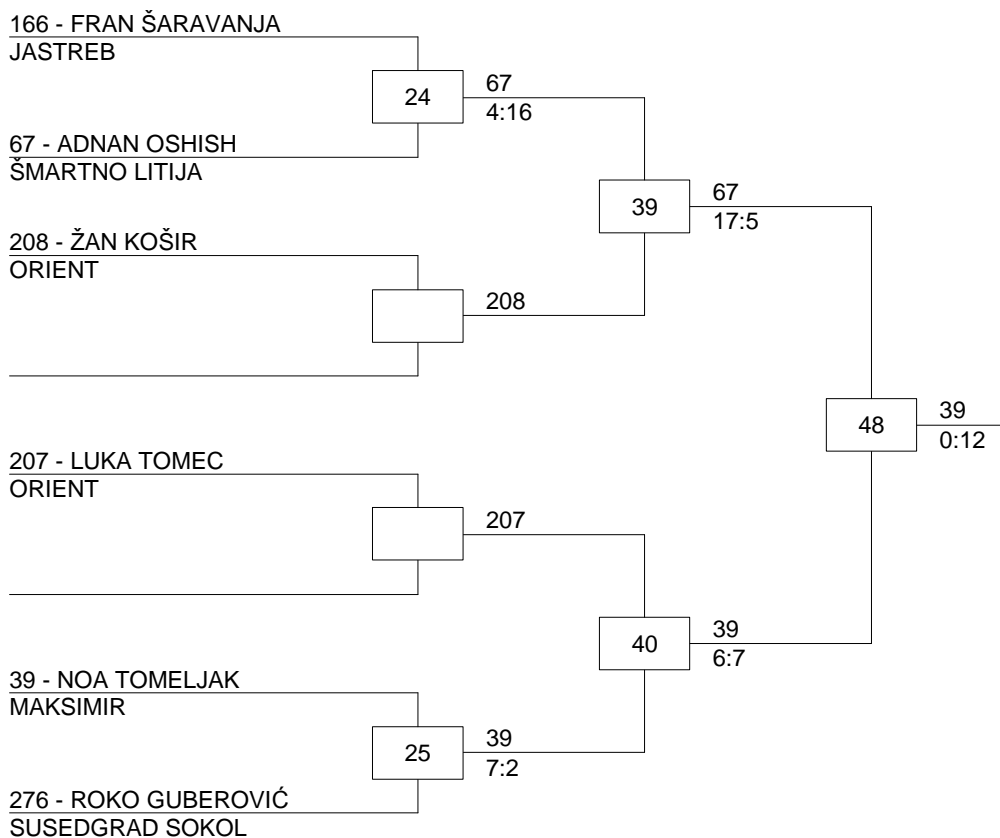 166 - FRAN ŠARAVANJA
JASTREB
24
67
4:16
67 - ADNAN OSHISH
ŠMARTNO LITIJA
39
67
17:5
208 - ŽAN KOŠIR
ORIENT
208
48
39
0:12
207 - LUKA TOMEC
ORIENT
207
40
39
6:7
39 - NOA TOMELJAK
MAKSIMIR
25
39
7:2
276 - ROKO GUBEROVIĆ
SUSEDGRAD SOKOL